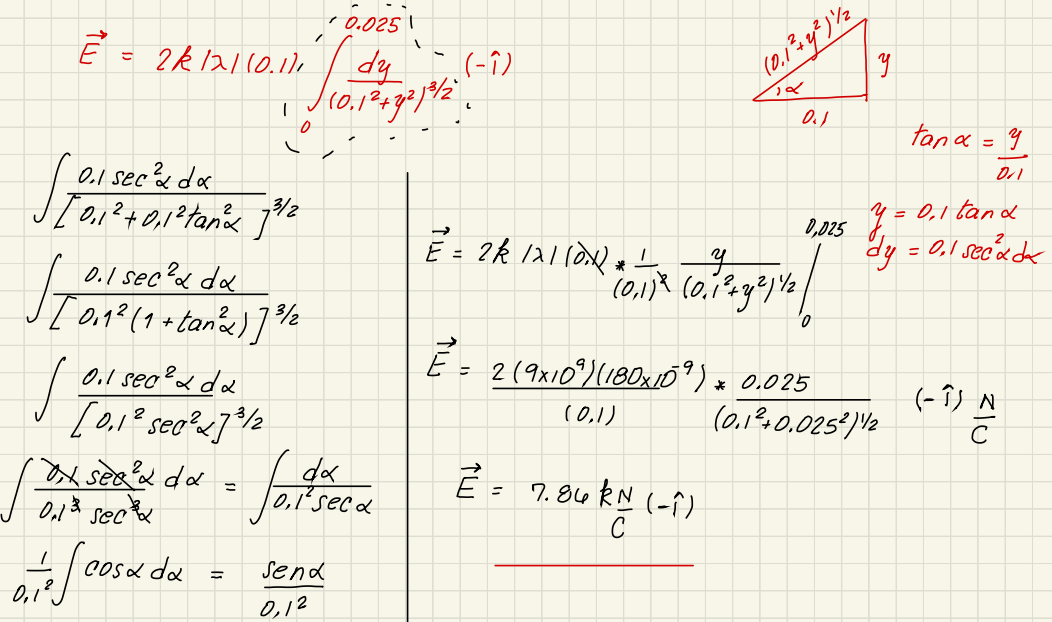 E⃗ = 2k|λ|(0.1) ∫₀^0.025 dy/(0.1²+y²)^3/2 (-î)
(0.1²+y²)^1/2
y
α
0.1
tan α = y/0.1
y = 0.1 tan α
dy = 0.1 sec²α dα
∫ 0.1 sec²α dα / [0.1²+0.1² tan²α]^3/2
∫ 0.1 sec²α dα / [0.1²(1+tan²α)]^3/2
∫ 0.1 sec²α dα / [0.1² sec²α]^3/2
∫ 0.1 sec²α / 0.1³ sec³α dα = ∫ dα / 0.1² sec α
1/0.1² ∫ cos α dα = sen α / 0.1²
E⃗ = 2k|λ|(0.1) * 1/(0.1)² y/(0.1²+y²)^1/2 |₀^0.025
E⃗ = 2(9x10⁹)(180x10⁻⁹)/(0.1) * 0.025/(0.1²+0.025²)^1/2 (-î) N/C
E⃗ = 7.86 kN/C (-î)